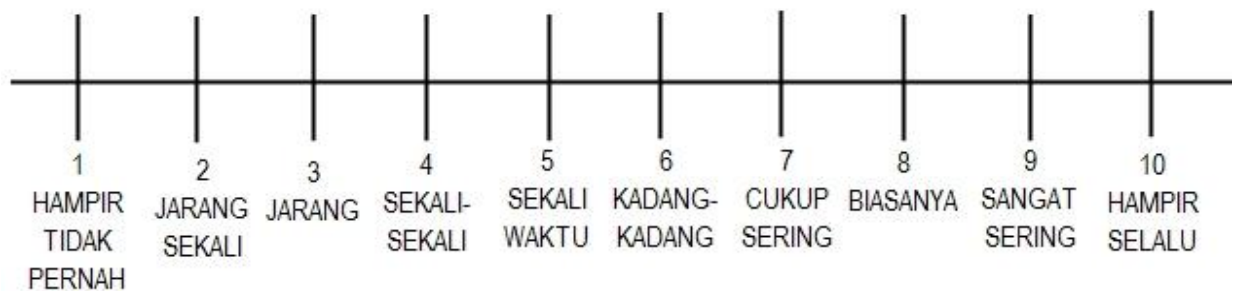 1
HAMPIR
TIDAK
PERNAH
2
JARANG
SEKALI
3
JARANG
4
SEKALI-
SEKALI
5
SEKALI
WAKTU
6
KADANG-
KADANG
7
CUKUP
SERING
8
BIASANYA
9
SANGAT
SERING
10
HAMPIR
SELALU